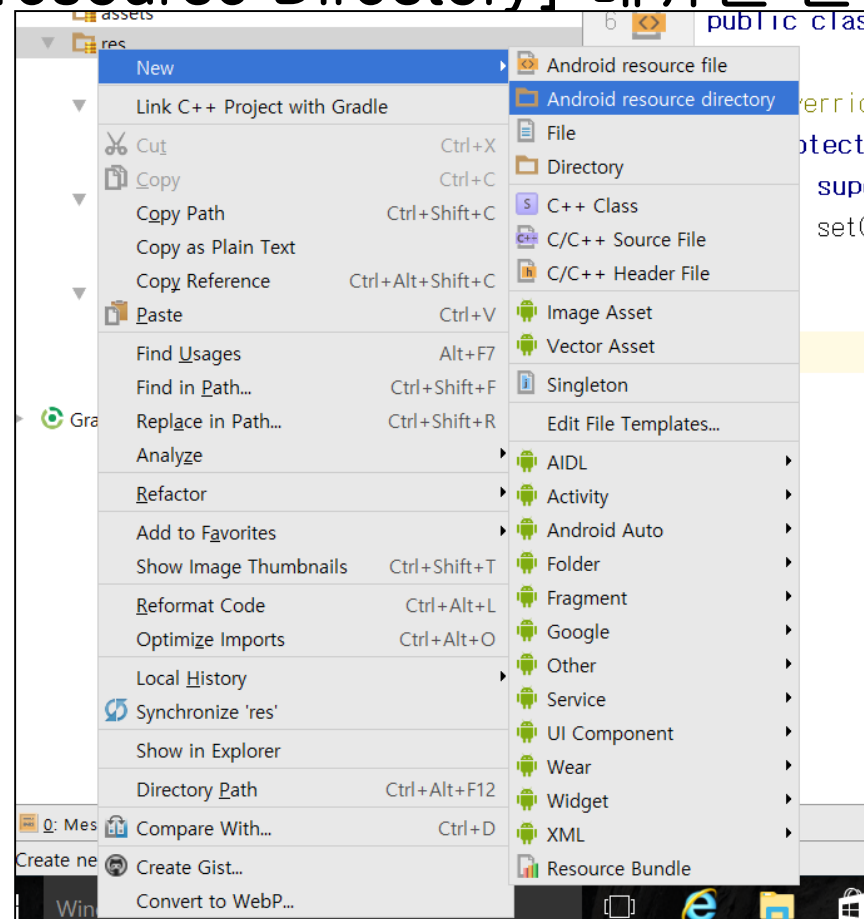 assets
6
public clas
res
New
Link C++ Project with Gradle
Cut Ctrl+X
Copy Ctrl+C
Copy Path Ctrl+Shift+C
Copy as Plain Text
Copy Reference Ctrl+Alt+Shift+C
Paste Ctrl+V
Find Usages Alt+F7
Find in Path... Ctrl+Shift+F
Replace in Path... Ctrl+Shift+R
Analyze
Refactor
Add to Favorites
Show Image Thumbnails Ctrl+Shift+T
Reformat Code Ctrl+Alt+L
Optimize Imports Ctrl+Alt+O
Local History
Synchronize 'res'
Show in Explorer
Directory Path Ctrl+Alt+F12
Compare With... Ctrl+D
Create Gist...
Convert to WebP...
Android resource file
Android resource directory
File
Directory
S C++ Class
C++ C/C++ Source File
h C/C++ Header File
Image Asset
Vector Asset
Singleton
Edit File Templates...
AIDL
Activity
Android Auto
Folder
Fragment
Google
Other
Service
UI Component
Wear
Widget
XML
Resource Bundle
verric
otect
supe
set(
Gra
0: Mes
Create ne
Win